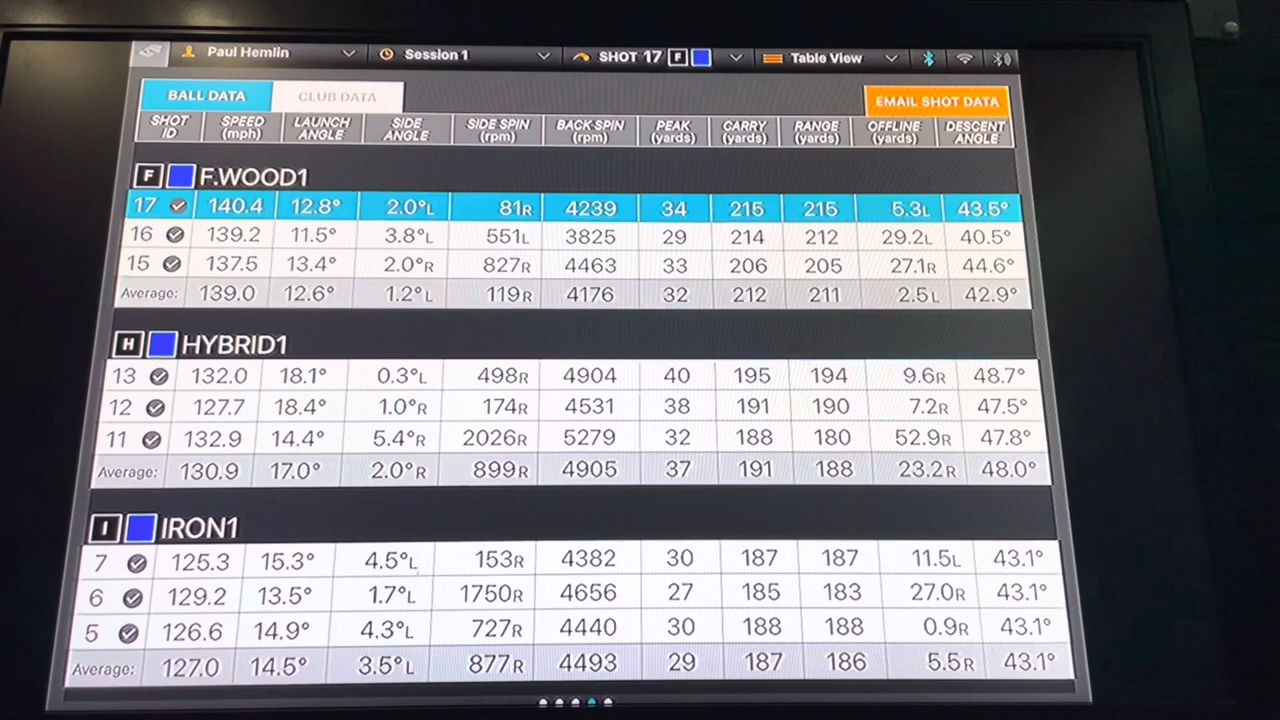 Paul Hemlin Session 1 SHOT 17 F Table View
BALL DATA CLUB DATA EMAIL SHOT DATA
SHOT ID SPEED (mph) LAUNCH ANGLE SIDE ANGLE SIDE SPIN (rpm) BACK SPIN (rpm) PEAK (yards) CARRY (yards) RANGE (yards) OFFLINE (yards) DESCENT ANGLE
F F.WOOD1
17 140.4 12.8° 2.0°L 81R 4239 34 215 215 5.3L 43.5°
16 139.2 11.5° 3.8°L 551L 3825 29 214 212 29.2L 40.5°
15 137.5 13.4° 2.0°R 827R 4463 33 206 205 27.1R 44.6°
Average: 139.0 12.6° 1.2°L 119R 4176 32 212 211 2.5L 42.9°
H HYBRID1
13 132.0 18.1° 0.3°L 498R 4904 40 195 194 9.6R 48.7°
12 127.7 18.4° 1.0°R 174R 4531 38 191 190 7.2R 47.5°
11 132.9 14.4° 5.4°R 2026R 5279 32 188 180 52.9R 47.8°
Average: 130.9 17.0° 2.0°R 899R 4905 37 191 188 23.2R 48.0°
I IRON1
7 125.3 15.3° 4.5°L 153R 4382 30 187 187 11.5L 43.1°
6 129.2 13.5° 1.7°L 1750R 4656 27 185 183 27.0R 43.1°
5 126.6 14.9° 4.3°L 727R 4440 30 188 188 0.9R 43.1°
Average: 127.0 14.5° 3.5°L 877R 4493 29 187 186 5.5R 43.1°